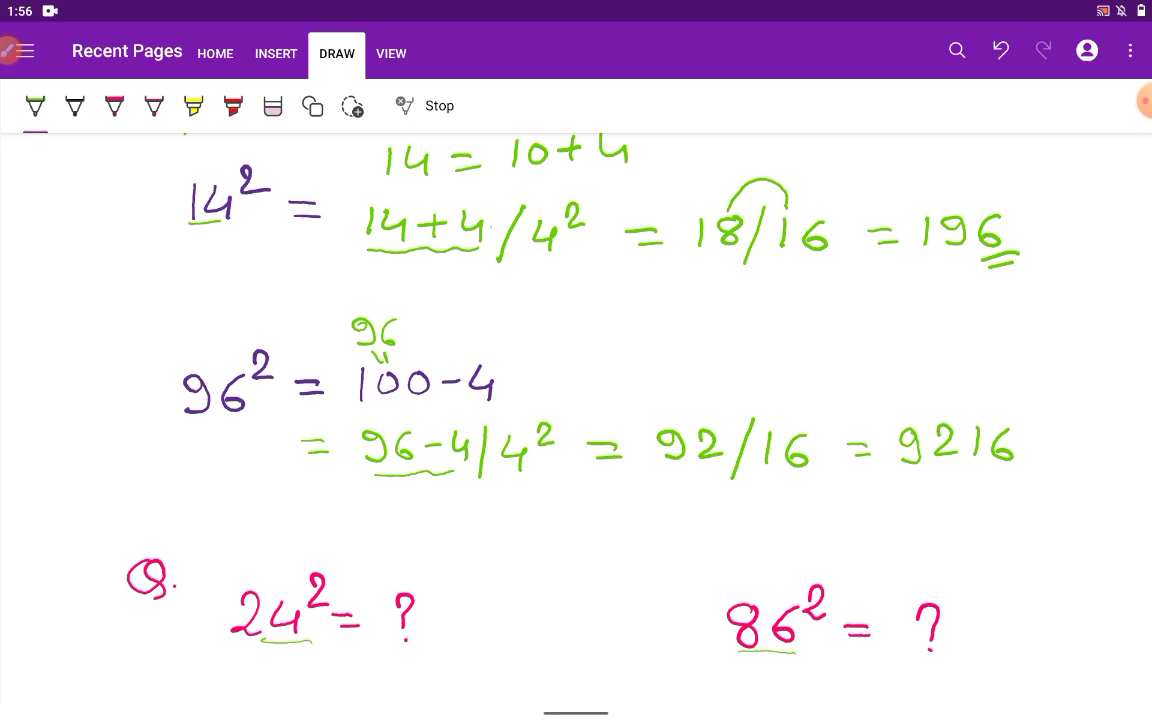 1:56
Recent Pages HOME INSERT DRAW VIEW
Stop
14 = 10 + 4
14² = 14 + 4 / 4² = 18 / 16 = 196
96
96² = 100 - 4
= 96 - 4 / 4² = 92 / 16 = 9216
Q. 24² = ? 86² = ?